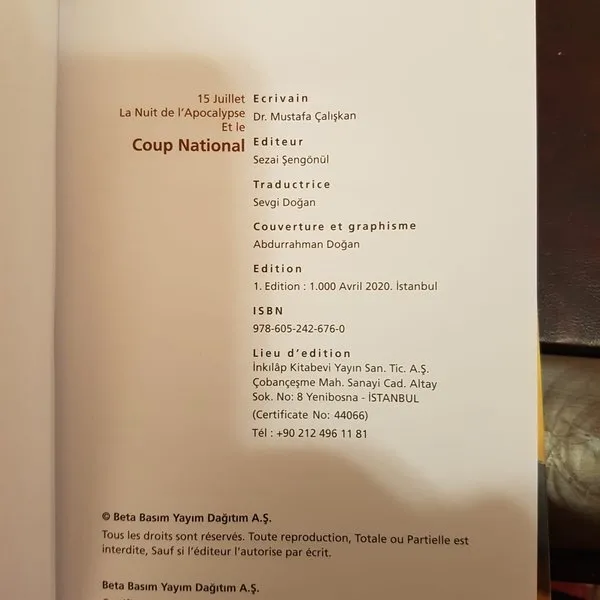 15 Juillet
La Nuit de l'Apocalypse
Et le
Coup National
Ecrivain
Dr. Mustafa Çalışkan
Editeur
Sezai Şengönül
Traductrice
Sevgi Doğan
Couverture et graphisme
Abdurrahman Doğan
Edition
1. Edition : 1.000 Avril 2020. İstanbul
ISBN
978-605-242-676-0
Lieu d'edition
İnkılâp Kitabevi Yayın San. Tic. A.Ş.
Çobançeşme Mah. Sanayi Cad. Altay
Sok. No: 8 Yenibosna - İSTANBUL
(Certificate No: 44066)
Tél : +90 212 496 11 81
© Beta Basım Yayım Dağıtım A.Ş.
Tous les droits sont réservés. Toute reproduction, Totale ou Partielle est
interdite, Sauf si l'éditeur l'autorise par écrit.
Beta Basım Yayım Dağıtım A.Ş.